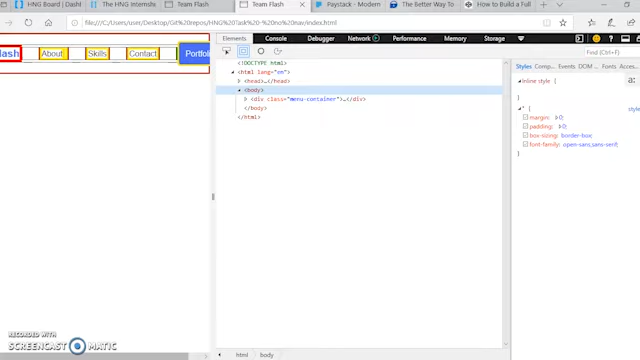 HNG Board | Dashl
The HNG Internshi
Team Flash
Team Flash
Paystack - Modern
The Better Way To
How to Build a Full
file:///C:/Users/user/Desktop/Git%20repos/HNG%20Task%20-%20no%20nav/index.html
lash
About
Skills
Contact
Portfolio
Elements
Console
Debugger
Network
Performance
Memory
Storage
Find (Ctrl+F)
<!DOCTYPE html>
<html lang="en">
<head>…</head>
<body>
<div class="menu-container">…</div>
</body>
</html>
Styles
Comp...
Events
DOM ...
Access...
Inline style {
}
a:
* {
style
margin: 0;
padding: 0;
box-sizing: border-box;
font-family: open-sans,sans-serif;
}
RECORDED WITH
SCREENCAST MATIC
html
body